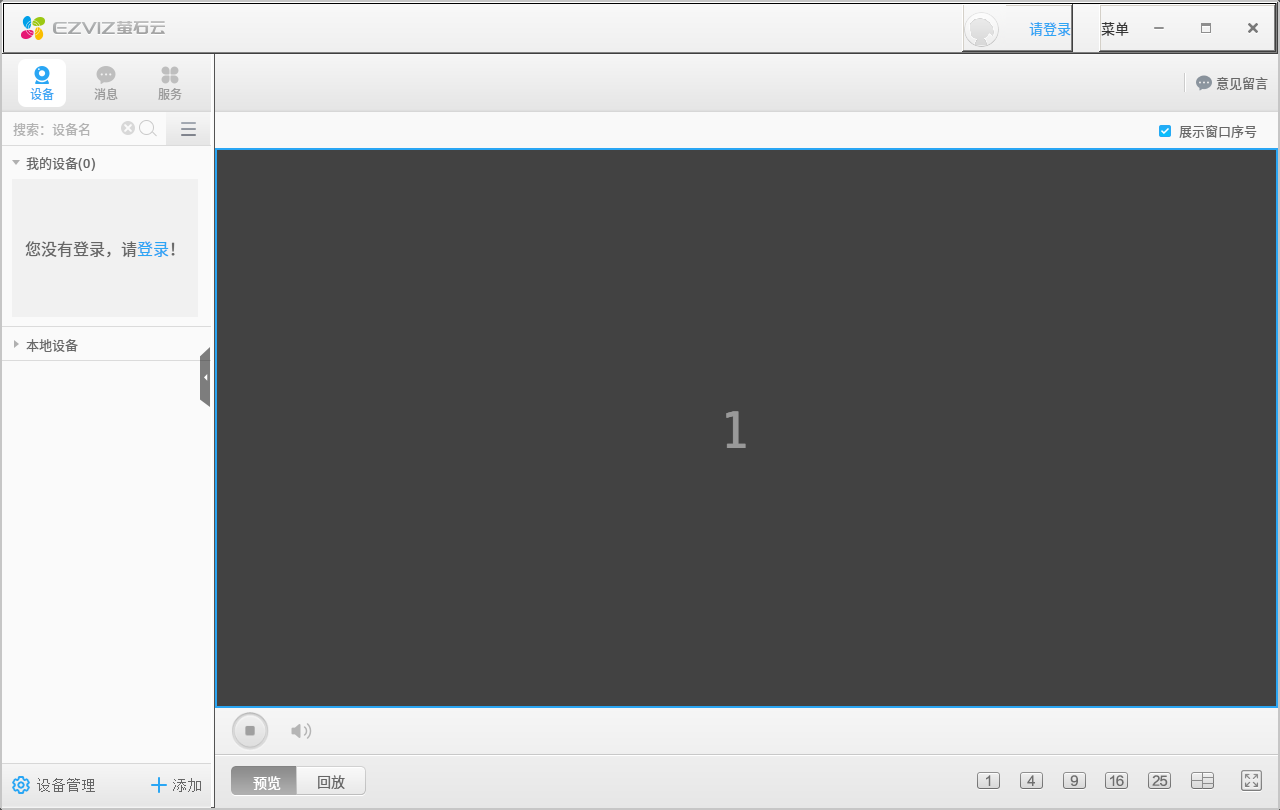 EZVIZ萤石云
请登录
菜单
设备
消息
服务
意见留言
搜索：设备名
展示窗口序号
我的设备(0)
您没有登录，请登录！
本地设备
1
设备管理
添加
预览
回放
1
4
9
16
25